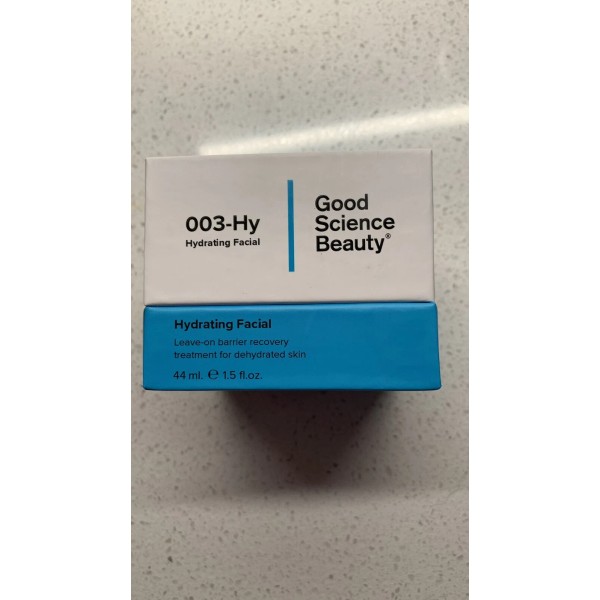 003-Hy
Hydrating Facial
Good
Science
Beauty®
Hydrating Facial
Leave-on barrier recovery
treatment for dehydrated skin
44 ml. ℮ 1.5 fl.oz.